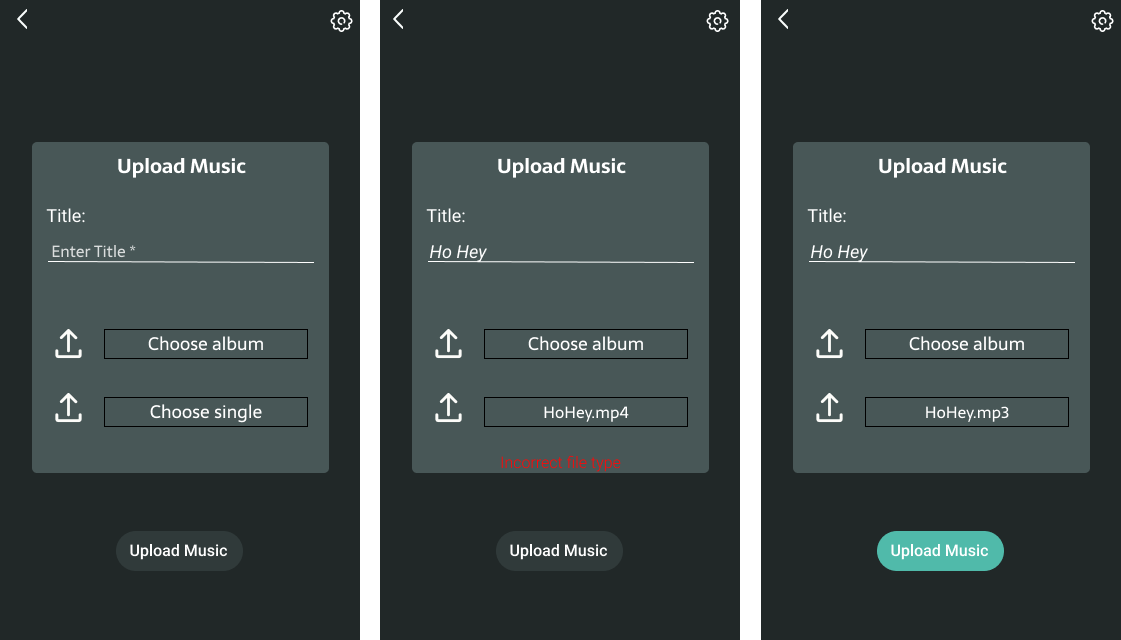 Upload Music
Title:
Enter Title *
Choose album
Choose single
Upload Music
Upload Music
Title:
Ho Hey
Choose album
HoHey.mp4
Incorrect file type
Upload Music
Upload Music
Title:
Ho Hey
Choose album
HoHey.mp3
Upload Music